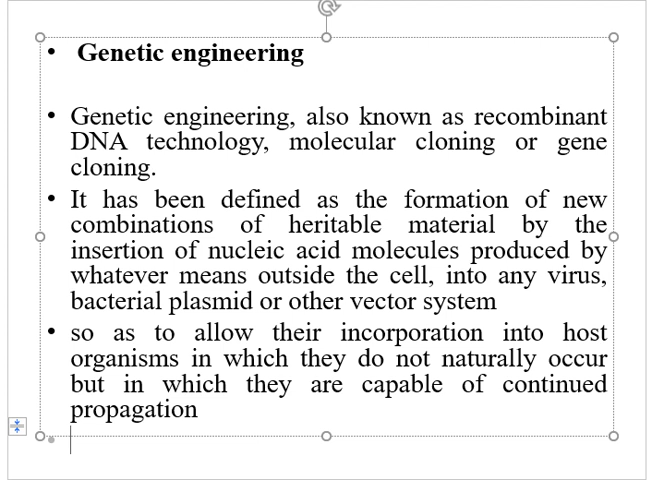 • Genetic engineering
• Genetic engineering, also known as recombinant
DNA technology, molecular cloning or gene
cloning.
• It has been defined as the formation of new
combinations of heritable material by the
insertion of nucleic acid molecules produced by
whatever means outside the cell, into any virus,
bacterial plasmid or other vector system
• so as to allow their incorporation into host
organisms in which they do not naturally occur
but in which they are capable of continued
propagation